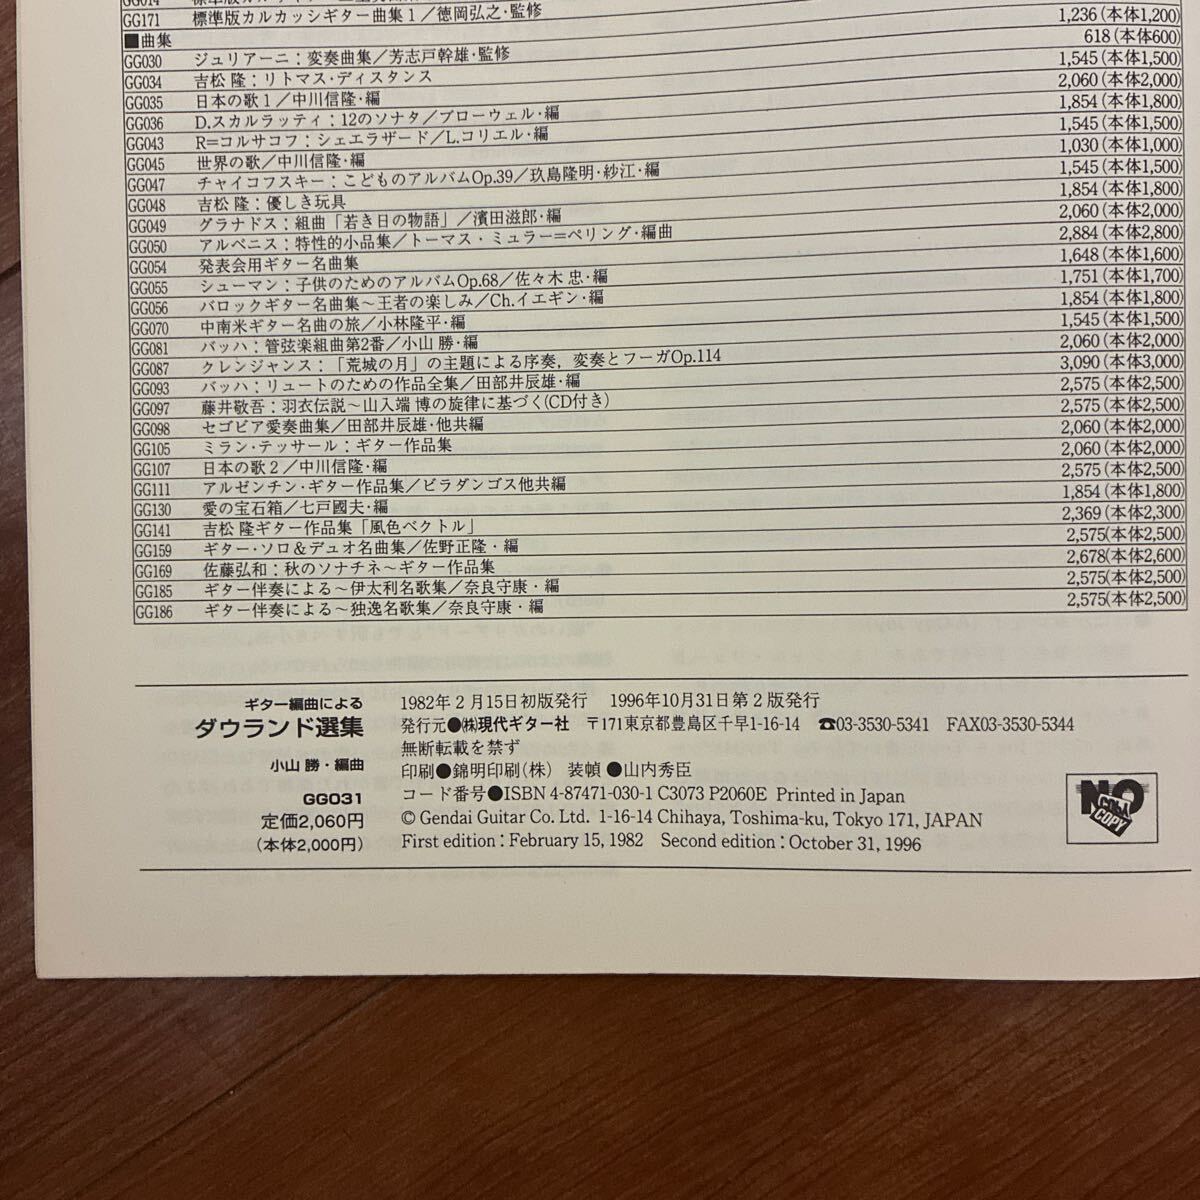 GG171 標準版カルカッシギター曲集1／徳岡弘之・監修
■曲集
GG030 ジュリアーニ：変奏曲集／芳志戸幹雄・監修 1,236(本体1,200)
GG034 吉松 隆：リトマス・ディスタンス 618(本体600)
GG035 日本の歌1／中川信隆・編 1,545(本体1,500)
GG036 D.スカルラッティ：12のソナタ／ブローウェル・編 2,060(本体2,000)
GG043 R=コルサコフ：シェエラザード／L.コリエル・編 1,854(本体1,800)
GG045 世界の歌／中川信隆・編 1,545(本体1,500)
GG047 チャイコフスキー：こどものアルバムOp.39／玖島隆明・紗江・編 1,030(本体1,000)
GG048 吉松 隆：優しき玩具 1,545(本体1,500)
GG049 グラナドス：組曲「若き日の物語」／濱田滋郎・編 1,854(本体1,800)
GG050 アルベニス：特性的小品集／トーマス・ミュラー=ペリング・編曲 2,060(本体2,000)
GG054 発表会用ギター名曲集 2,884(本体2,800)
GG055 シューマン：子供のためのアルバムOp.68／佐々木 忠・編 1,648(本体1,600)
GG056 バロックギター名曲集～王者の楽しみ／Ch.イエギン・編 1,751(本体1,700)
GG070 中南米ギター名曲の旅／小林隆平・編 1,854(本体1,800)
GG081 バッハ：管弦楽組曲第2番／小山 勝・編 1,545(本体1,500)
GG087 クレンジャンス：「荒城の月」の主題による序奏，変奏とフーガOp.114 2,060(本体2,000)
GG093 バッハ：リュートのための作品全集／田部井辰雄・編 3,090(本体3,000)
GG097 藤井敬吾：羽衣伝説～山入端 博の旋律に基づく(CD付き) 2,575(本体2,500)
GG098 セゴビア愛奏曲集／田部井辰雄・他共編 2,575(本体2,500)
GG105 ミラン・テッサール：ギター作品集 2,060(本体2,000)
GG107 日本の歌2／中川信隆・編 2,060(本体2,000)
GG111 アルゼンチン・ギター作品集／ビラダンゴス他共編 2,575(本体2,500)
GG130 愛の宝石箱／七戸國夫・編 1,854(本体1,800)
GG141 吉松 隆ギター作品集「風色ベクトル」 2,369(本体2,300)
GG159 ギター・ソロ＆デュオ名曲集／佐野正隆・編 2,575(本体2,500)
GG169 佐藤弘和：秋のソナチネ～ギター作品集 2,678(本体2,600)
GG185 ギター伴奏による～伊太利名歌集／奈良守康・編 2,575(本体2,500)
GG186 ギター伴奏による～独逸名歌集／奈良守康・編 2,575(本体2,500)
ギター編曲による
ダウランド選集
小山 勝・編曲
GG031
定価2,060円
(本体2,000円)
1982年2月15日初版発行 1996年10月31日第2版発行
発行元●㈱現代ギター社 〒171東京都豊島区千早1-16-14 ☎03-3530-5341 FAX03-3530-5344
無断転載を禁ず
印刷●錦明印刷(株) 装幀●山内秀臣
コード番号●ISBN 4-87471-030-1 C3073 P2060E Printed in Japan
© Gendai Guitar Co. Ltd. 1-16-14 Chihaya, Toshima-ku, Tokyo 171, JAPAN
First edition : February 15, 1982 Second edition : October 31, 1996
NO
COPY